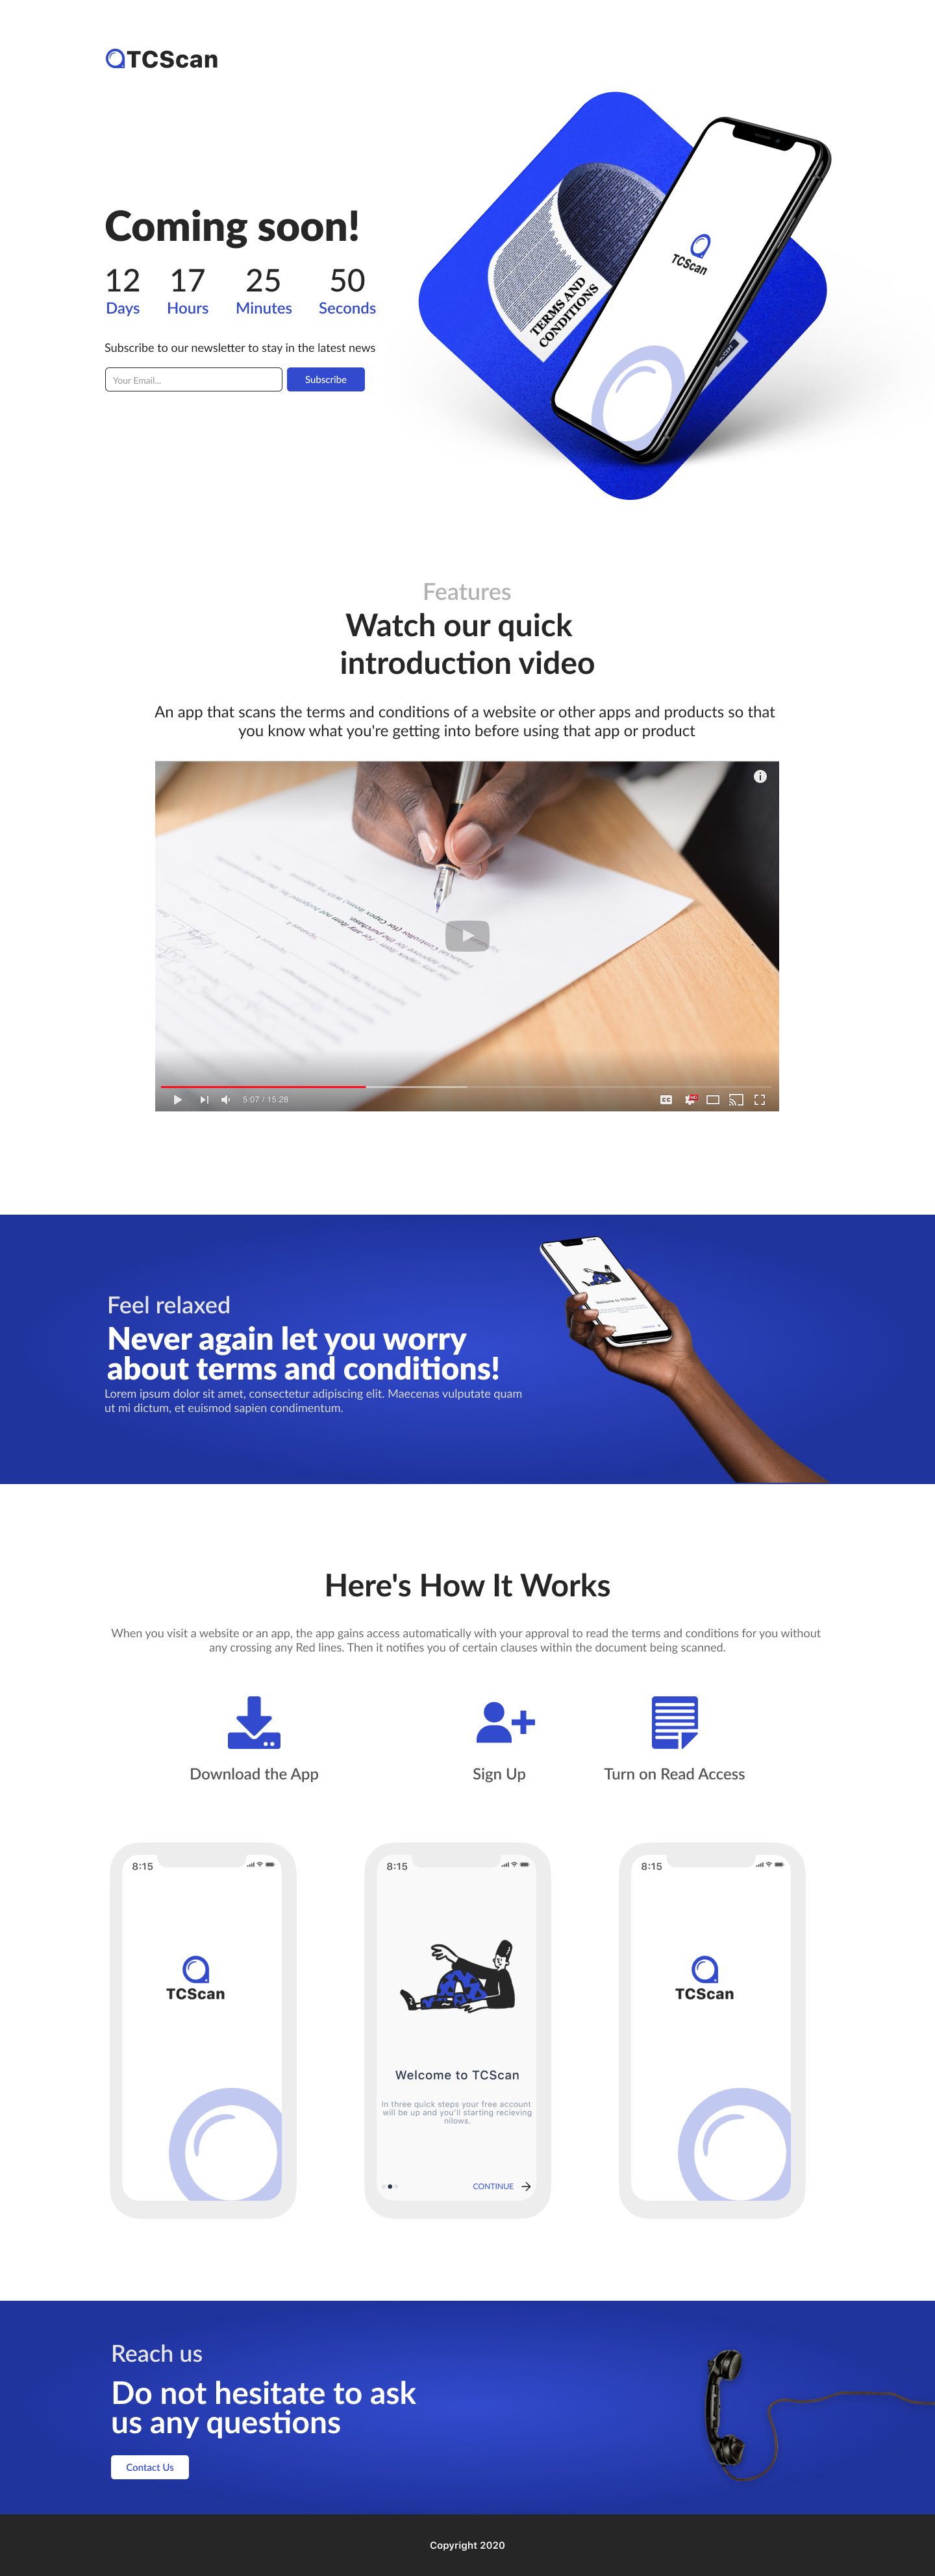 TCScan
Coming soon!
12 17 25 50
Days Hours Minutes Seconds
Subscribe to our newsletter to stay in the latest news
Your Email...
Subscribe
TERMS AND
CONDITIONS
TCScan
ACCEPT
Features
Watch our quick
introduction video
An app that scans the terms and conditions of a website or other apps and products so that
you know what you're getting into before using that app or product
5:07 / 15:28
CC
HD
Feel relaxed
Never again let you worry
about terms and conditions!
Lorem ipsum dolor sit amet, consectetur adipiscing elit. Maecenas vulputate quam
ut mi dictum, et euismod sapien condimentum.
Welcome to TCScan
Here's How It Works
When you visit a website or an app, the app gains access automatically with your approval to read the terms and conditions for you without
any crossing any Red lines. Then it notifies you of certain clauses within the document being scanned.
Download the App
Sign Up
Turn on Read Access
8:15
TCScan
8:15
Welcome to TCScan
In three quick steps your free account
will be up and you'll starting recieving
nilows.
CONTINUE
8:15
TCScan
Reach us
Do not hesitate to ask
us any questions
Contact Us
Copyright 2020